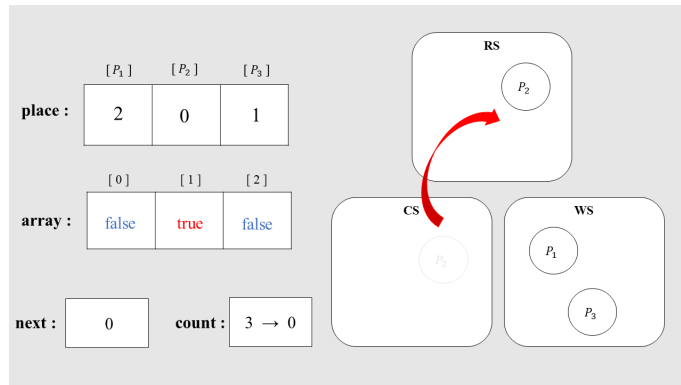 [ P₁ ] [ P₂ ] [ P₃ ]
place : 2 0 1
[ 0 ] [ 1 ] [ 2 ]
array : false true false
next : 0 count : 3 → 0
RS
P₂
CS
P₂
WS
P₁
P₃